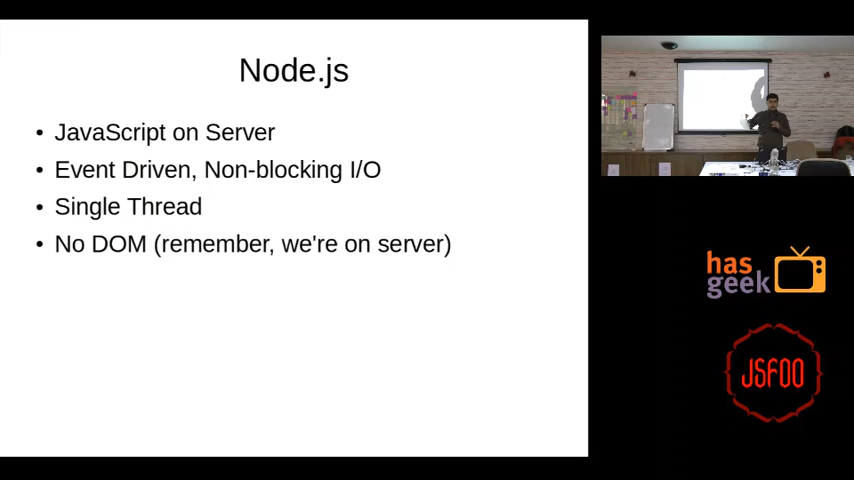 Node.js
• JavaScript on Server
• Event Driven, Non-blocking I/O
• Single Thread
• No DOM (remember, we're on server)
has
geek
JSFOO